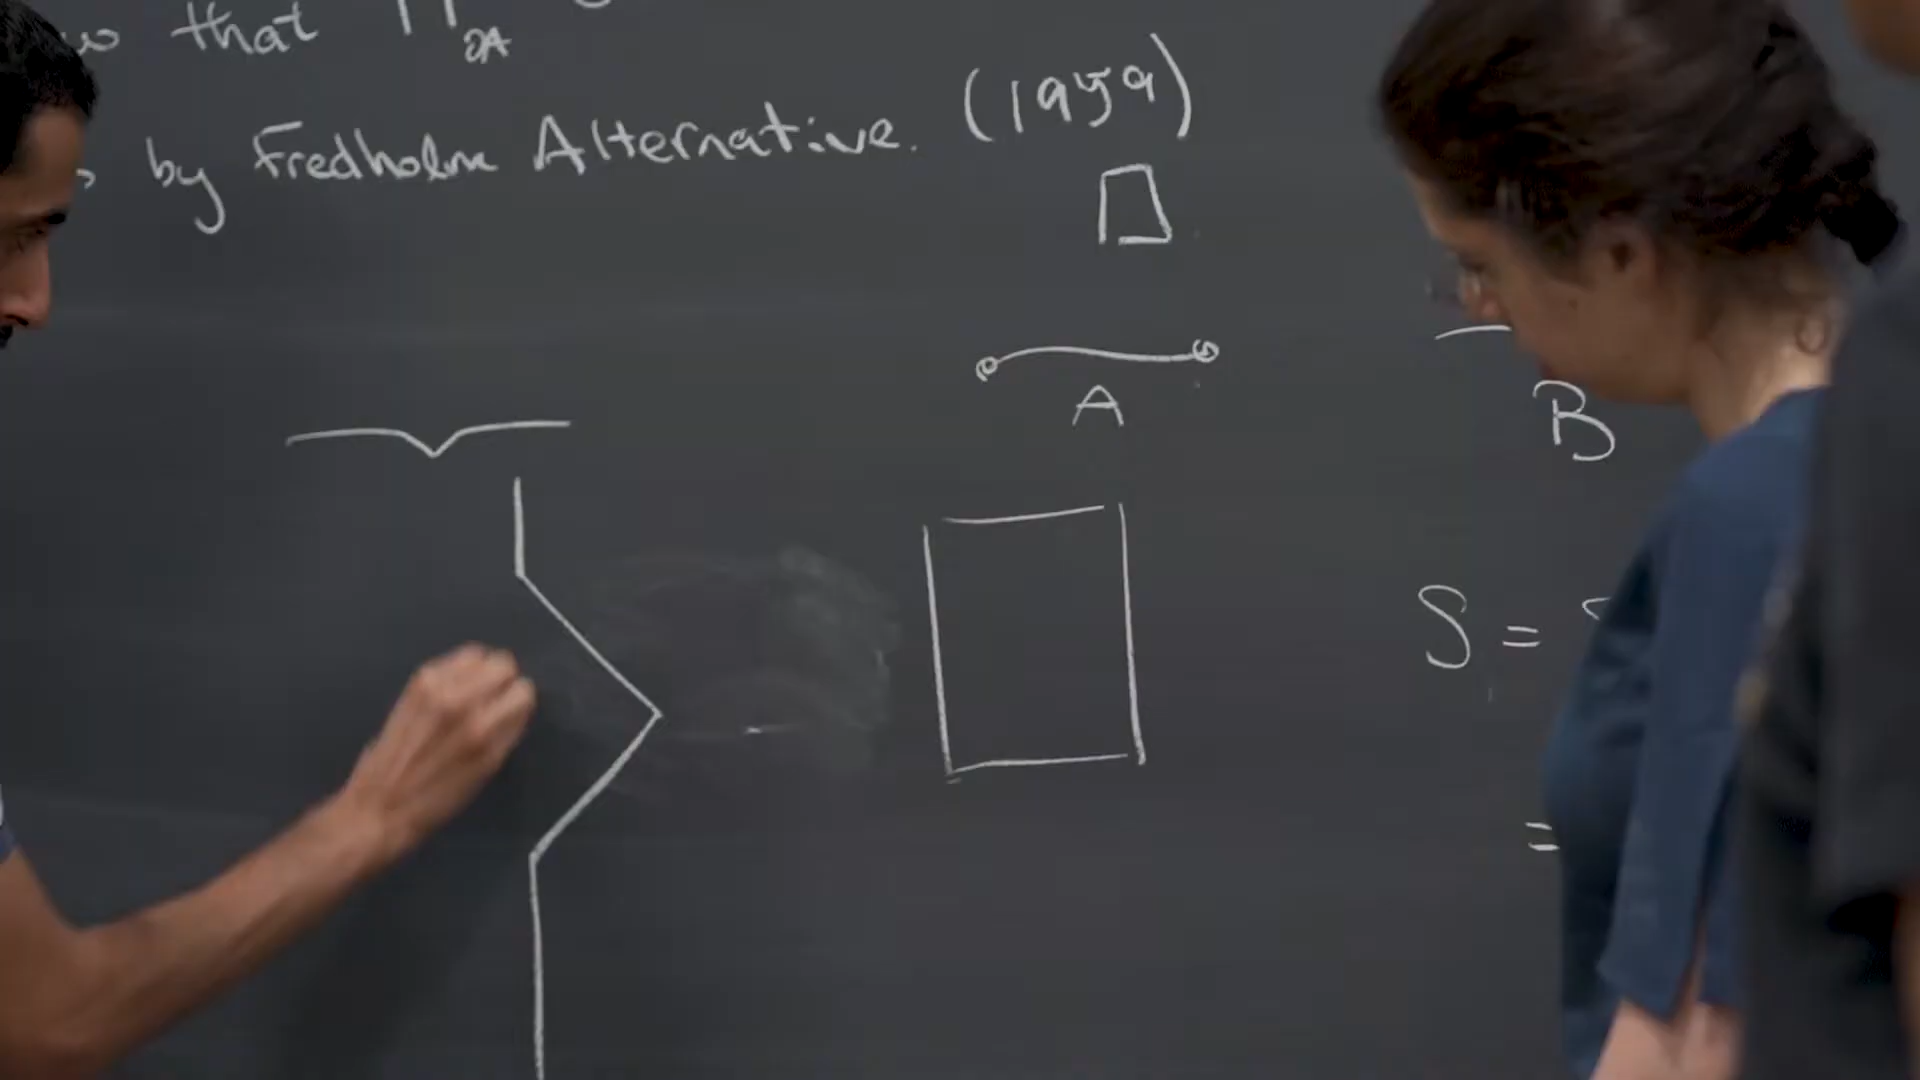 that
∂A
by Fredholm Alternative. (1959)
A
B
S =
=